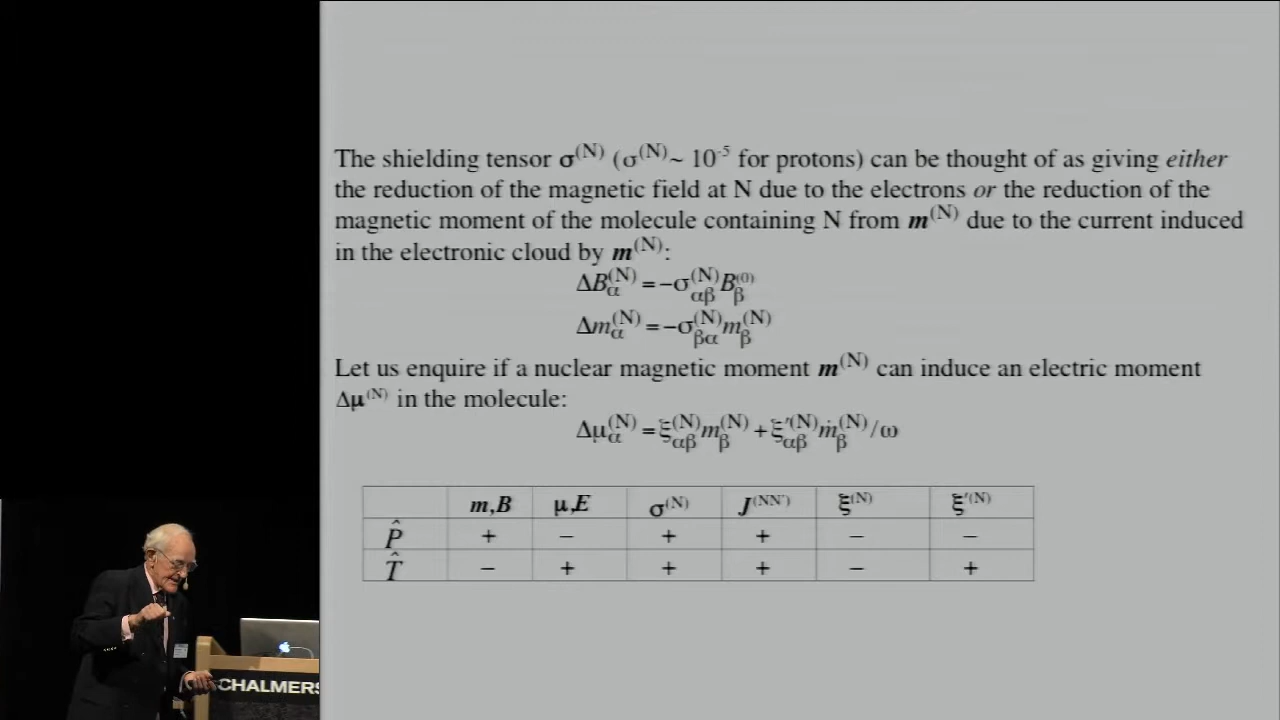 The shielding tensor σ⁽ᴺ⁾ (σ⁽ᴺ⁾~ 10⁻⁵ for protons) can be thought of as giving either
the reduction of the magnetic field at N due to the electrons or the reduction of the
magnetic moment of the molecule containing N from m⁽ᴺ⁾ due to the current induced
in the electronic cloud by m⁽ᴺ⁾:
ΔB_α^(N) = −σ_αβ^(N) B_β^(0)
Δm_α^(N) = −σ_βα^(N) m_β^(N)
Let us enquire if a nuclear magnetic moment m⁽ᴺ⁾ can induce an electric moment
Δμ⁽ᴺ⁾ in the molecule:
Δμ_α^(N) = ξ_αβ^(N) m_β^(N) + ξ′_αβ^(N) ṁ_β^(N)/ω
m,B μ,E σ^(N) J^(NN') ξ^(N) ξ′^(N)
P̂ + − + + − −
T̂ − + + + − +
CHALMERS